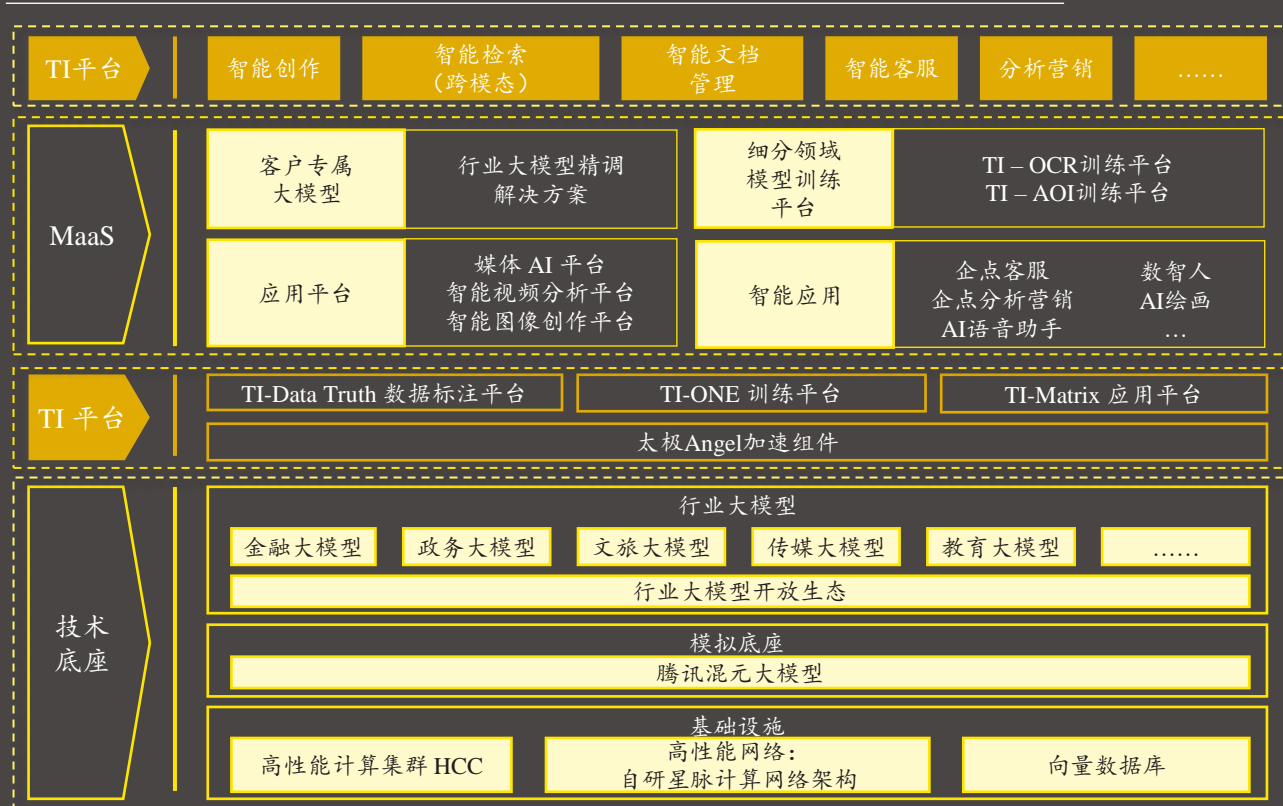 TI平台
智能创作
智能检索
（跨模态）
智能文档
管理
智能客服
分析营销
……
MaaS
客户专属
大模型
行业大模型精调
解决方案
细分领域
模型训练
平台
TI – OCR训练平台
TI – AOI训练平台
应用平台
媒体 AI 平台
智能视频分析平台
智能图像创作平台
智能应用
企点客服
企点分析营销
AI语音助手
数智人
AI绘画
…
TI 平台
TI-Data Truth 数据标注平台
TI-ONE 训练平台
TI-Matrix 应用平台
太极Angel加速组件
技术
底座
行业大模型
金融大模型
政务大模型
文旅大模型
传媒大模型
教育大模型
……
行业大模型开放生态
模拟底座
腾讯混元大模型
基础设施
高性能计算集群 HCC
高性能网络：
自研星脉计算网络架构
向量数据库